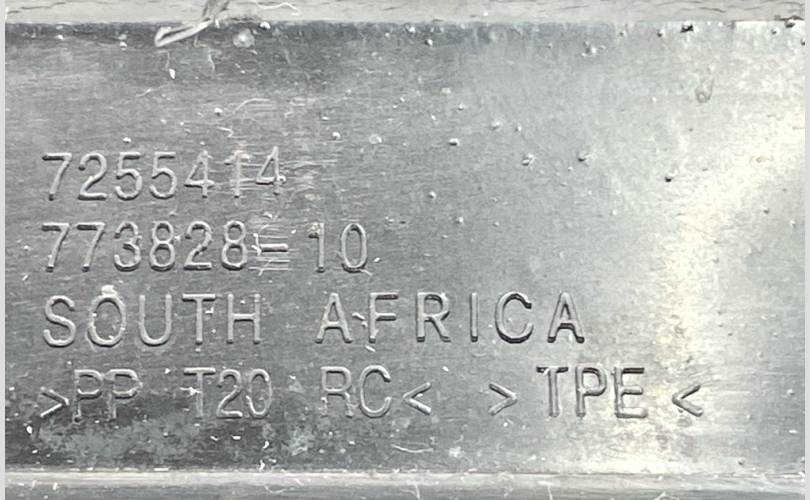 7255414
773828-10
SOUTH AFRICA
>PP T20 RC< >TPE<